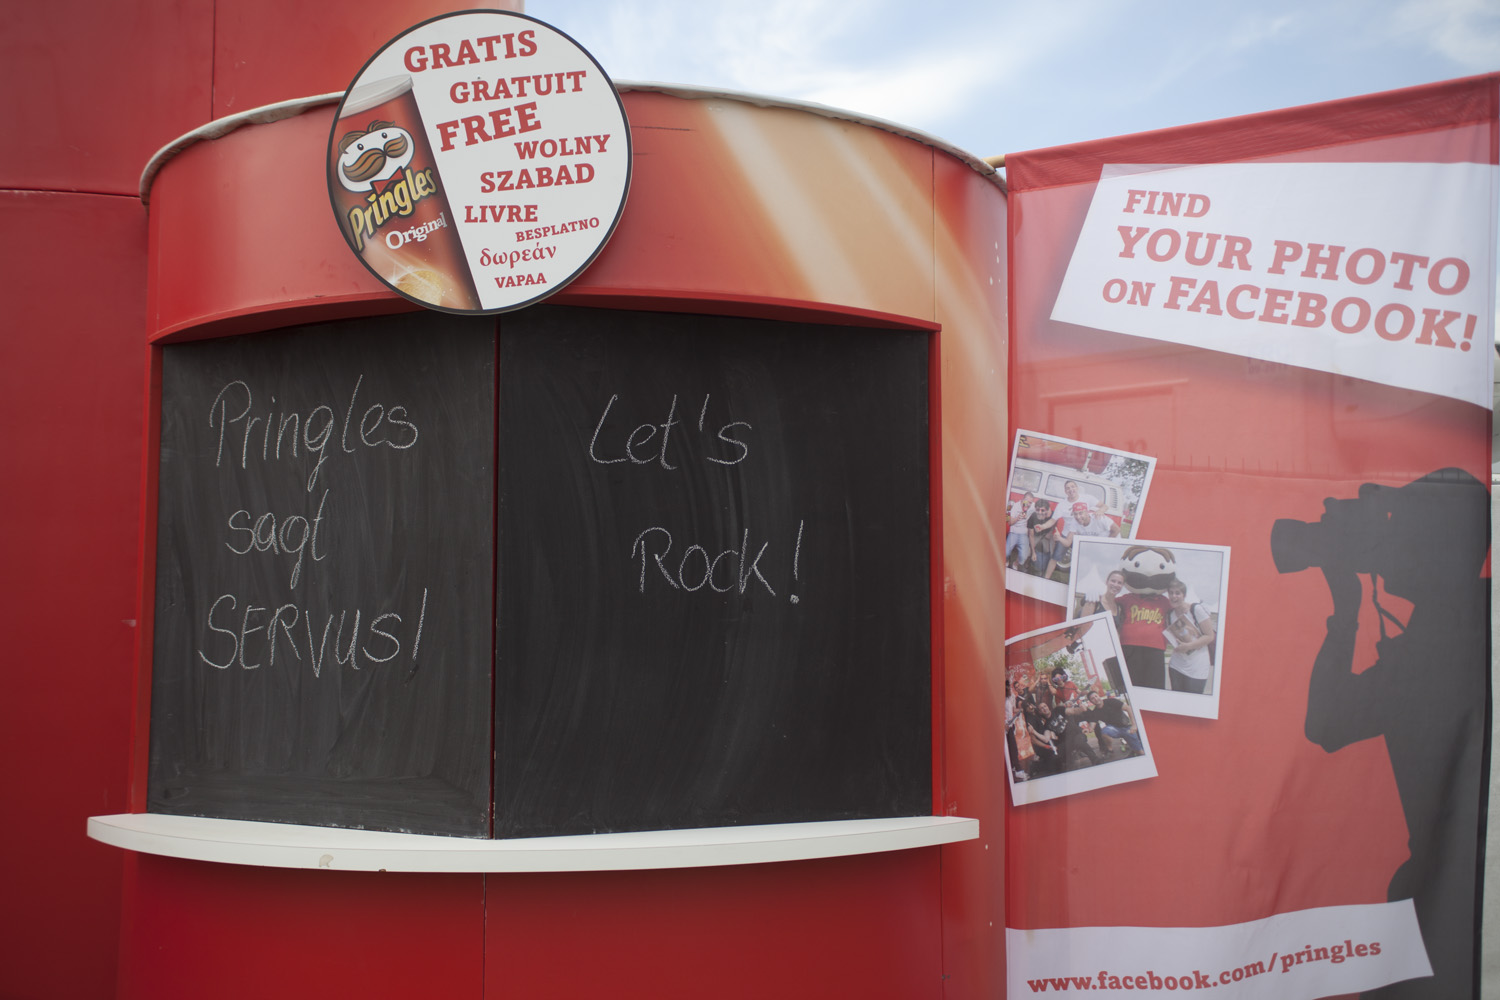 GRATIS
GRATUIT
FREE
WOLNY
SZABAD
LIVRE
BESPLATNO
δωρεάν
VAPAA
Pringles
Original
Pringles
sagt
SERVUS!
Let's
Rock!
FIND
YOUR PHOTO
ON FACEBOOK!
Pringles
www.facebook.com/pringles